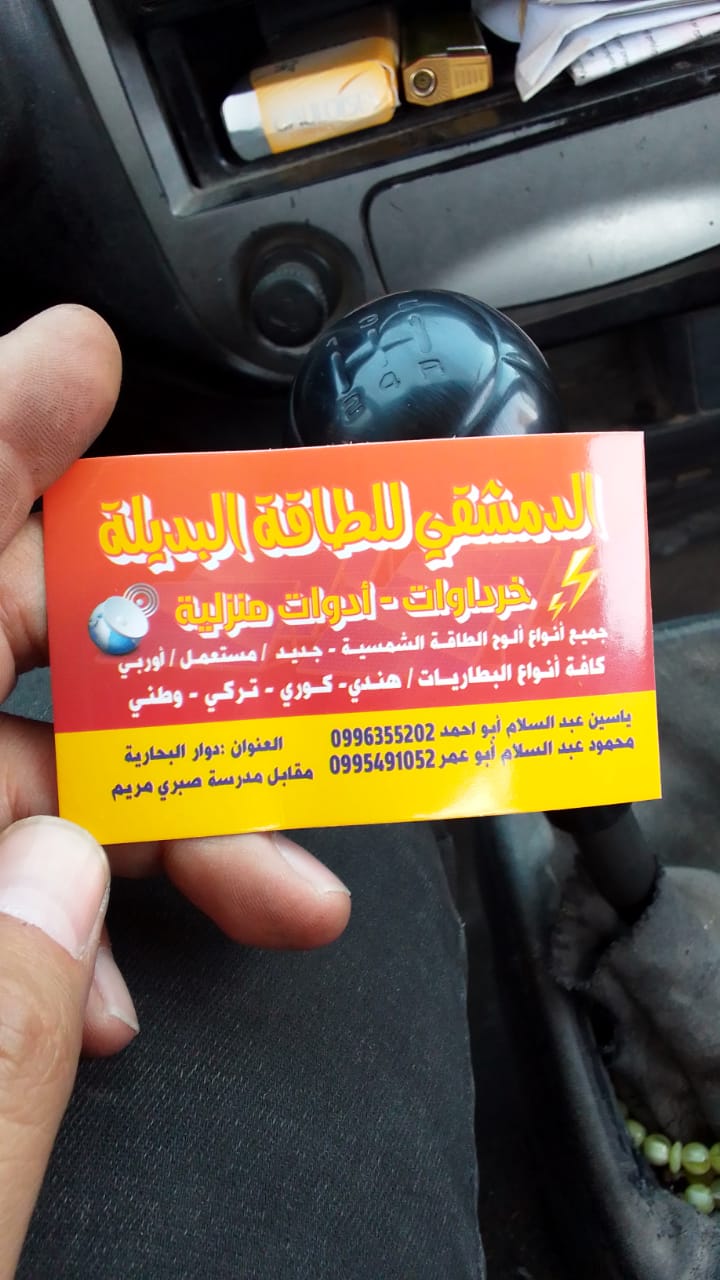 الدمشقي للطاقة البديلة
خرداوات - أدوات منزلية
جميع أنواع ألوح الطاقة الشمسية - جديد / مستعمل / أوربي
كافة أنواع البطاريات / هندي - كوري - تركي - وطني
ياسين عبد السلام أبو احمد 0996355202
محمود عبد السلام أبو عمر 0995491052
العنوان :دوار البحارية
مقابل مدرسة صبري مريم